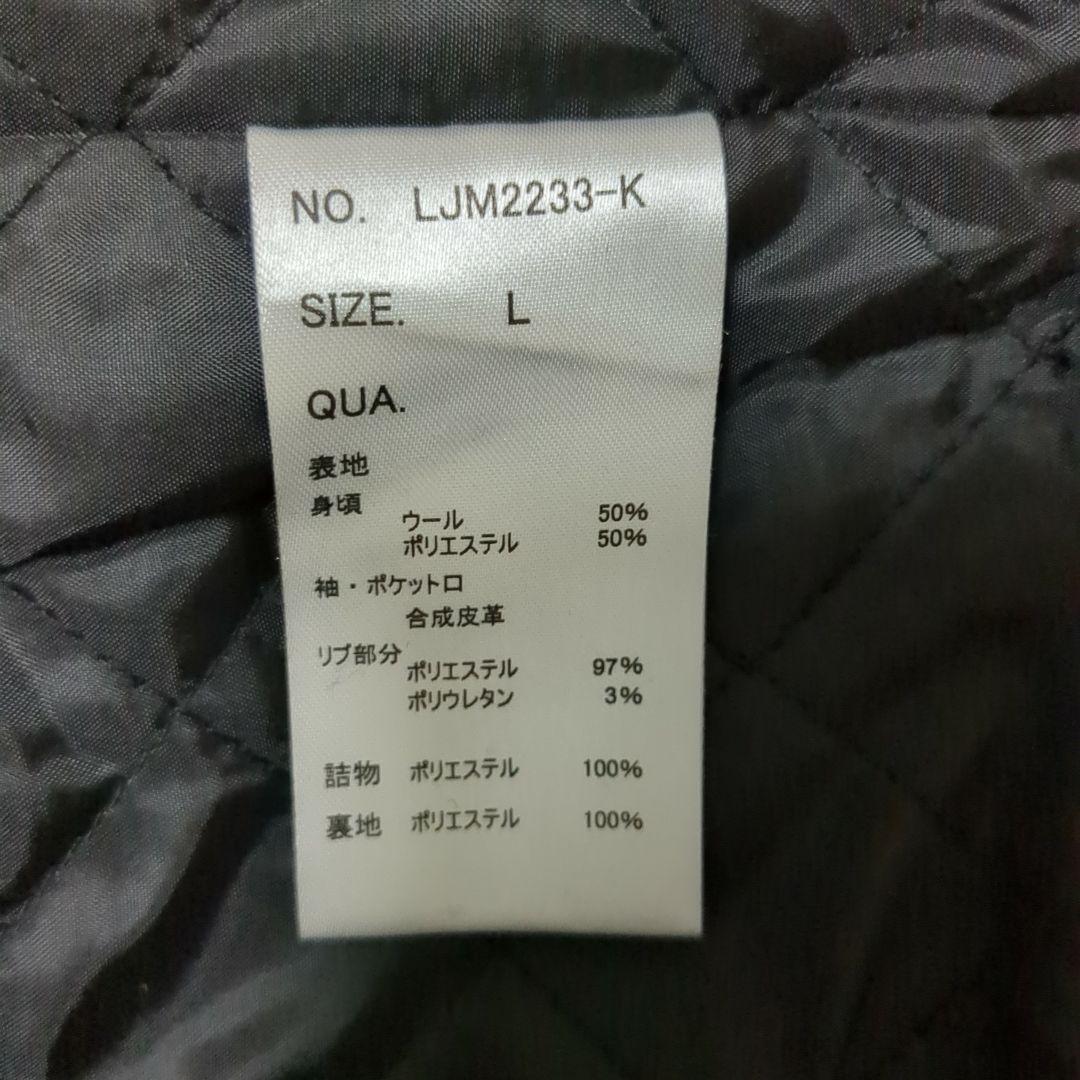 NO. LJM2233-K
SIZE. L
QUA.
表地
身頃
ウール 50%
ポリエステル 50%
袖・ポケット口
合成皮革
リブ部分
ポリエステル 97%
ポリウレタン 3%
詰物 ポリエステル 100%
裏地 ポリエステル 100%